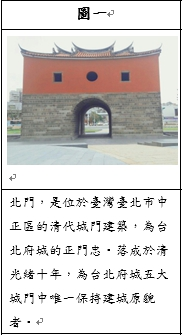 圖一
北門，是位於臺灣臺北市中
正區的清代城門建築，為台
北府城的正門忠。落成於清
光緒十年，為台北府城五大
城門中唯一保持建城原貌
者。